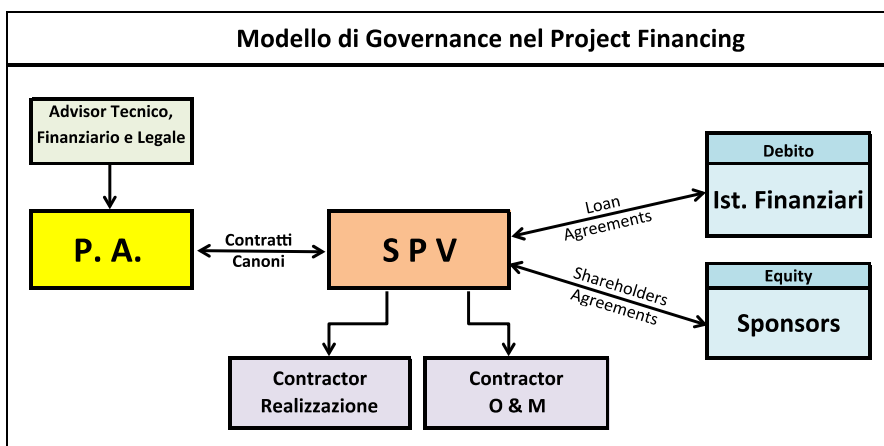 Modello di Governance nel Project Financing
Advisor Tecnico,
Finanziario e Legale
P. A.
Contratti
Canoni
S P V
Loan
Agreements
Shareholders
Agreements
Debito
Ist. Finanziari
Equity
Sponsors
Contractor
Realizzazione
Contractor
O & M